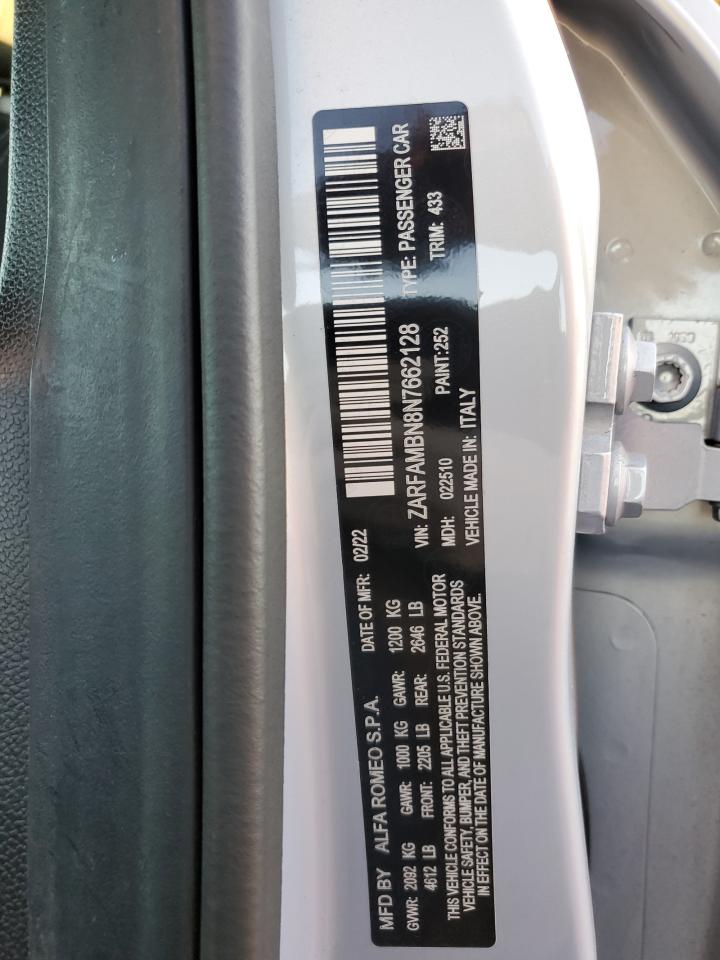 MFD BY ALFA ROMEO S.P.A. DATE OF MFR: 02/22
GVWR: 2092 KG GAWR: 1000 KG GAWR: 1200 KG
4612 LB FRONT: 2205 LB REAR: 2646 LB
THIS VEHICLE CONFORMS TO ALL APPLICABLE U.S. FEDERAL MOTOR
VEHICLE SAFETY, BUMPER, AND THEFT PREVENTION STANDARDS
IN EFFECT ON THE DATE OF MANUFACTURE SHOWN ABOVE.
VIN: ZARFAMBN8N7662128 TYPE: PASSENGER CAR
MDH: 022510 PAINT:252 TRIM: 433
VEHICLE MADE IN: ITALY